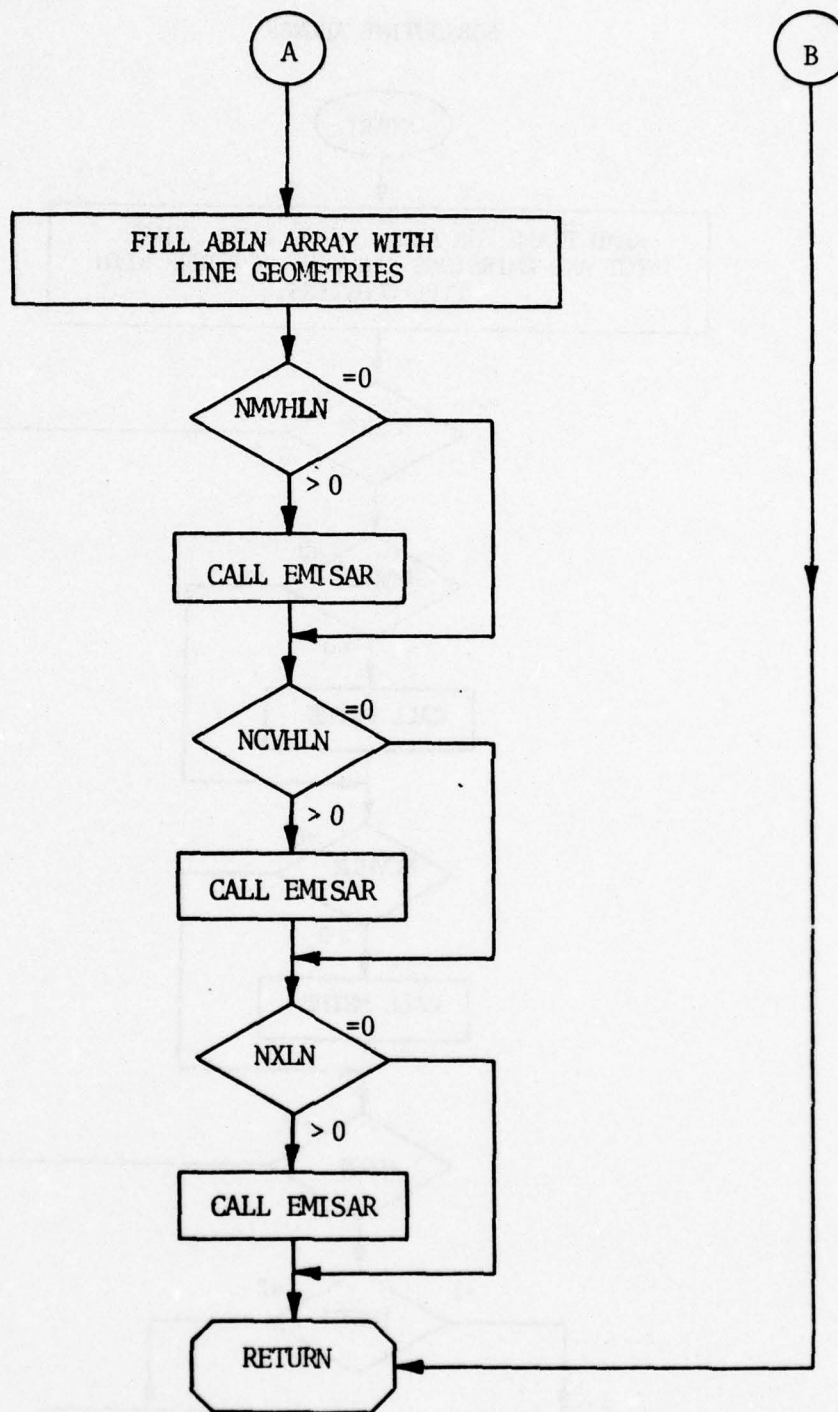 A
B
FILL ABLN ARRAY WITH
LINE GEOMETRIES
=0
NMVHLN
> 0
CALL EMISAR
=0
NCVHLN
> 0
CALL EMISAR
=0
NXLN
> 0
CALL EMISAR
RETURN